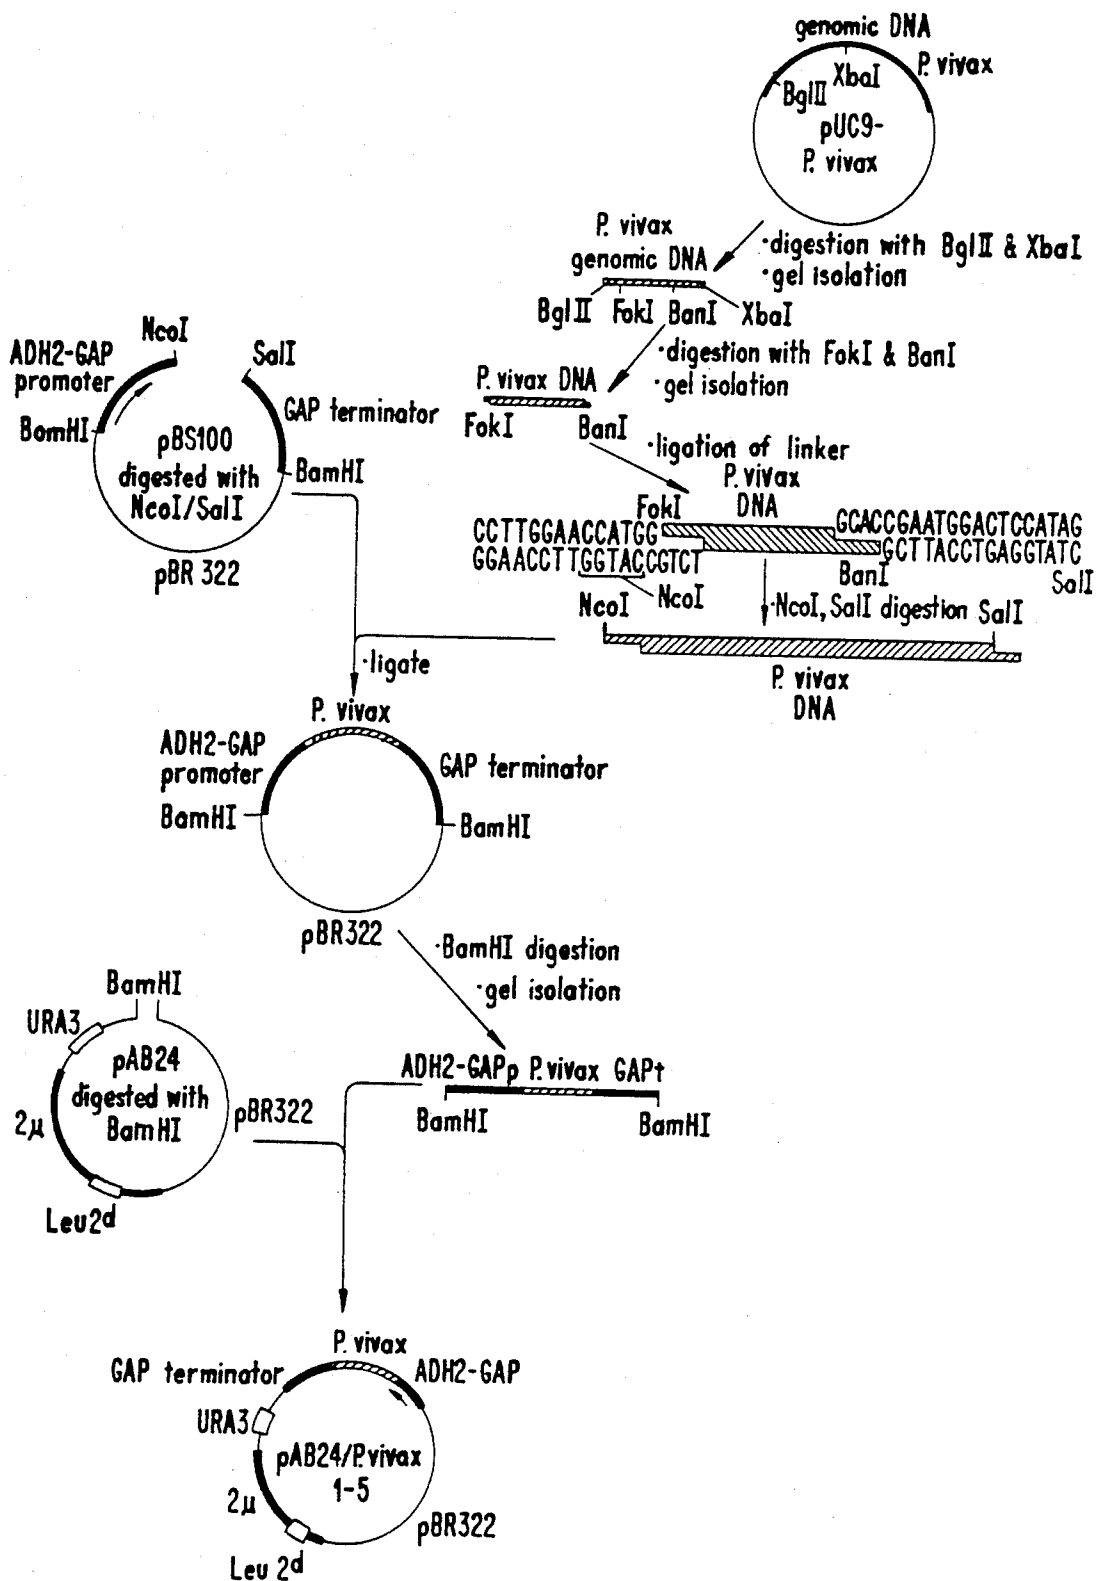 genomic DNA
P. vivax
XbaI
BglII
pUC9-
P. vivax
·digestion with BglII & XbaI
·gel isolation
P. vivax
genomic DNA
BglII FokI BanI XbaI
·digestion with FokI & BanI
·gel isolation
P. vivax DNA
FokI BanI
·ligation of linker
NcoI
SalI
ADH2-GAP
promoter
GAP terminator
BomHI
BamHI
pBS100
digested with
NcoI/SalI
pBR 322
P. vivax
DNA
FokI
CCTTGGAACCATGG
GCACCGAATGGACTCCATAG
GGAACCTTGGTACCGTCT
GCTTACCTGAGGTATC
BanI
SalI
NcoI
·NcoI, SalI digestion
NcoI
SalI
P. vivax
DNA
·ligate
P. vivax
ADH2-GAP
promoter
GAP terminator
BamHI
BamHI
pBR322
·BamHI digestion
·gel isolation
BamHI
URA3
pAB24
digested with
BamHI
2μ
pBR322
Leu2d
ADH2-GAPp P.vivax GAPt
BamHI
BamHI
P. vivax
GAP terminator
ADH2-GAP
URA3
pAB24/P.vivax
1-5
2μ
pBR322
Leu 2d